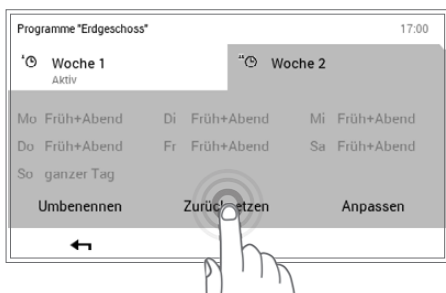 Programme "Erdgeschoss" 17:00
Woche 1 Woche 2
Aktiv
Mo Früh+Abend Di Früh+Abend Mi Früh+Abend
Do Früh+Abend Fr Früh+Abend Sa Früh+Abend
So ganzer Tag
Umbenennen Zurücksetzen Anpassen